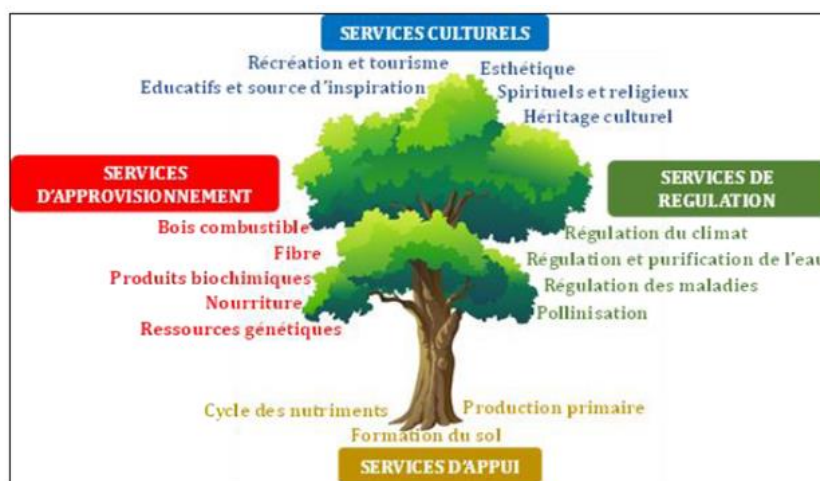 SERVICES CULTURELS
Récréation et tourisme
Esthétique
Educatifs et source d'inspiration
Spirituels et religieux
Héritage culturel
SERVICES
D'APPROVISIONNEMENT
Bois combustible
Fibre
Produits biochimiques
Nourriture
Ressources génétiques
SERVICES DE
REGULATION
Régulation du climat
Régulation et purification de l'eau
Régulation des maladies
Pollinisation
Cycle des nutriments
Production primaire
Formation du sol
SERVICES D'APPUI